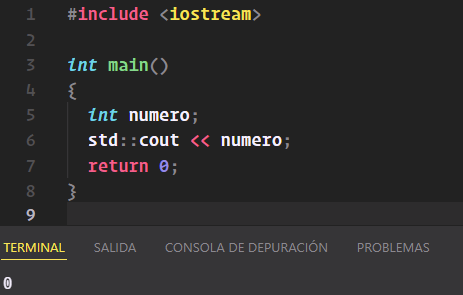 1 #include <iostream>
2
3 int main()
4 {
5 int numero;
6 std::cout << numero;
7 return 0;
8 }
9
TERMINAL SALIDA CONSOLA DE DEPURACIÓN PROBLEMAS
0